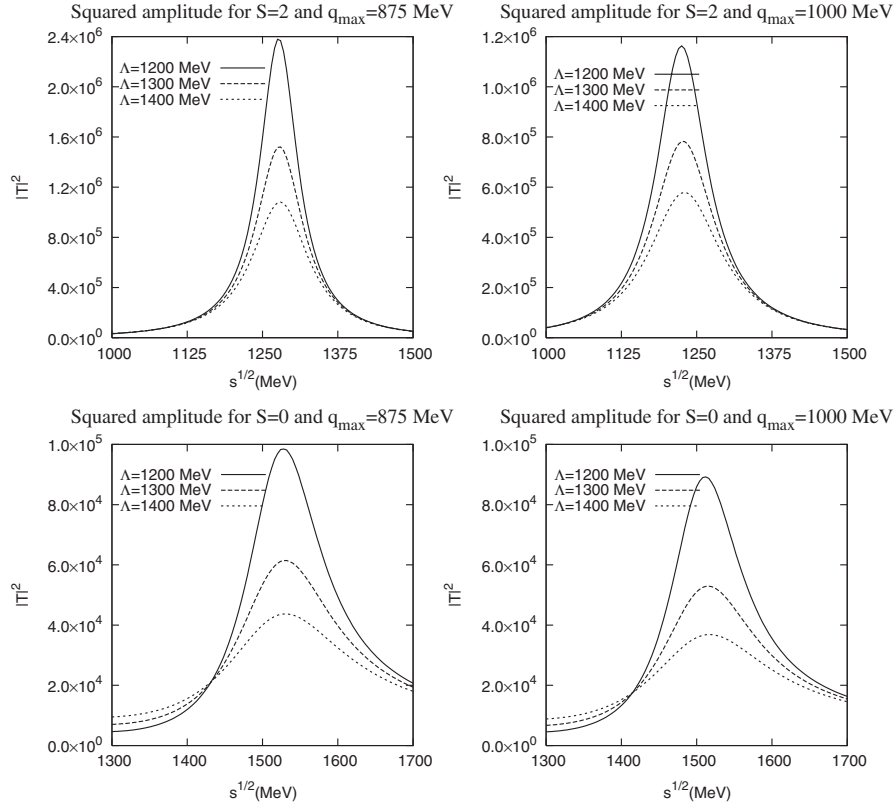 Squared amplitude for S=2 and q_max=875 MeV
2.4×10^6
2.0×10^6
1.6×10^6
1.2×10^6
8.0×10^5
4.0×10^5
0.0×10^0
|T|^2
Λ=1200 MeV
Λ=1300 MeV
Λ=1400 MeV
1000 1125 1250 1375 1500
s^1/2(MeV)
Squared amplitude for S=2 and q_max=1000 MeV
1.2×10^6
1.0×10^6
8.0×10^5
6.0×10^5
4.0×10^5
2.0×10^5
0.0×10^0
|T|^2
Λ=1200 MeV
Λ=1300 MeV
Λ=1400 MeV
1000 1125 1250 1375 1500
s^1/2(MeV)
Squared amplitude for S=0 and q_max=875 MeV
1.0×10^5
8.0×10^4
6.0×10^4
4.0×10^4
2.0×10^4
0.0×10^0
|T|^2
Λ=1200 MeV
Λ=1300 MeV
Λ=1400 MeV
1300 1400 1500 1600 1700
s^1/2(MeV)
Squared amplitude for S=0 and q_max=1000 MeV
1.0×10^5
8.0×10^4
6.0×10^4
4.0×10^4
2.0×10^4
0.0×10^0
|T|^2
Λ=1200 MeV
Λ=1300 MeV
Λ=1400 MeV
1300 1400 1500 1600 1700
s^1/2(MeV)